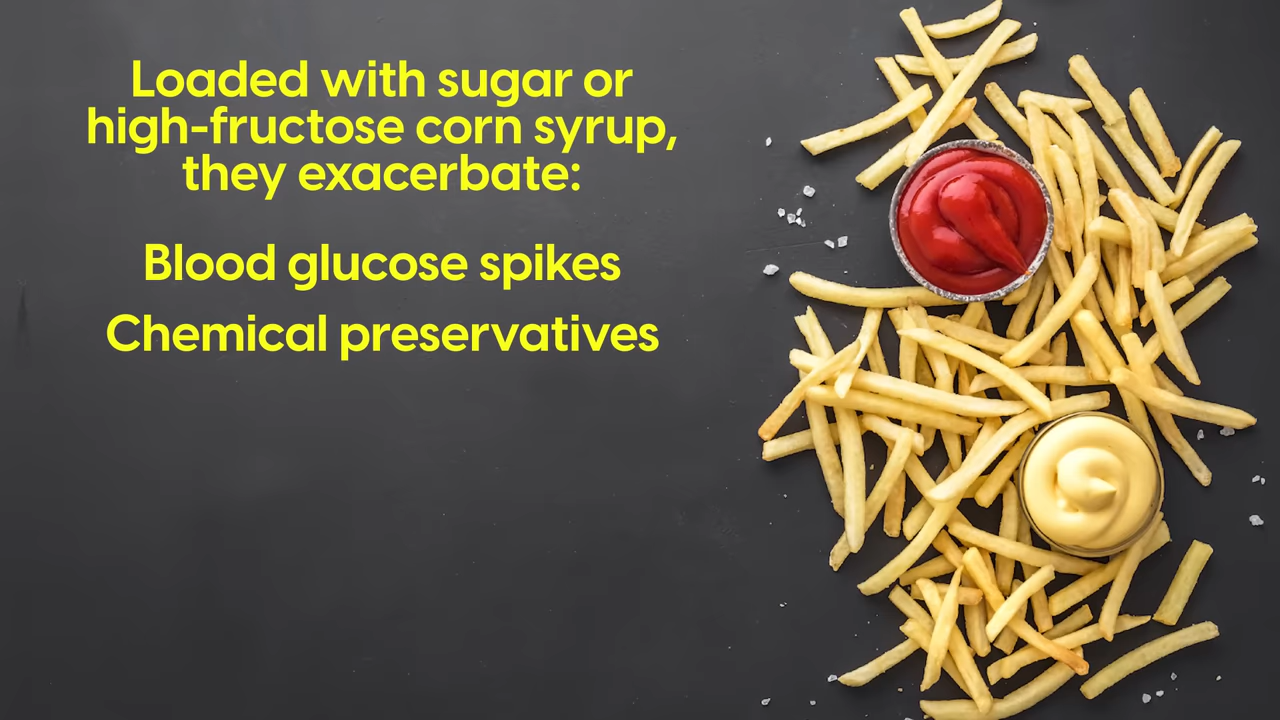 Loaded with sugar or
high-fructose corn syrup,
they exacerbate:
Blood glucose spikes
Chemical preservatives